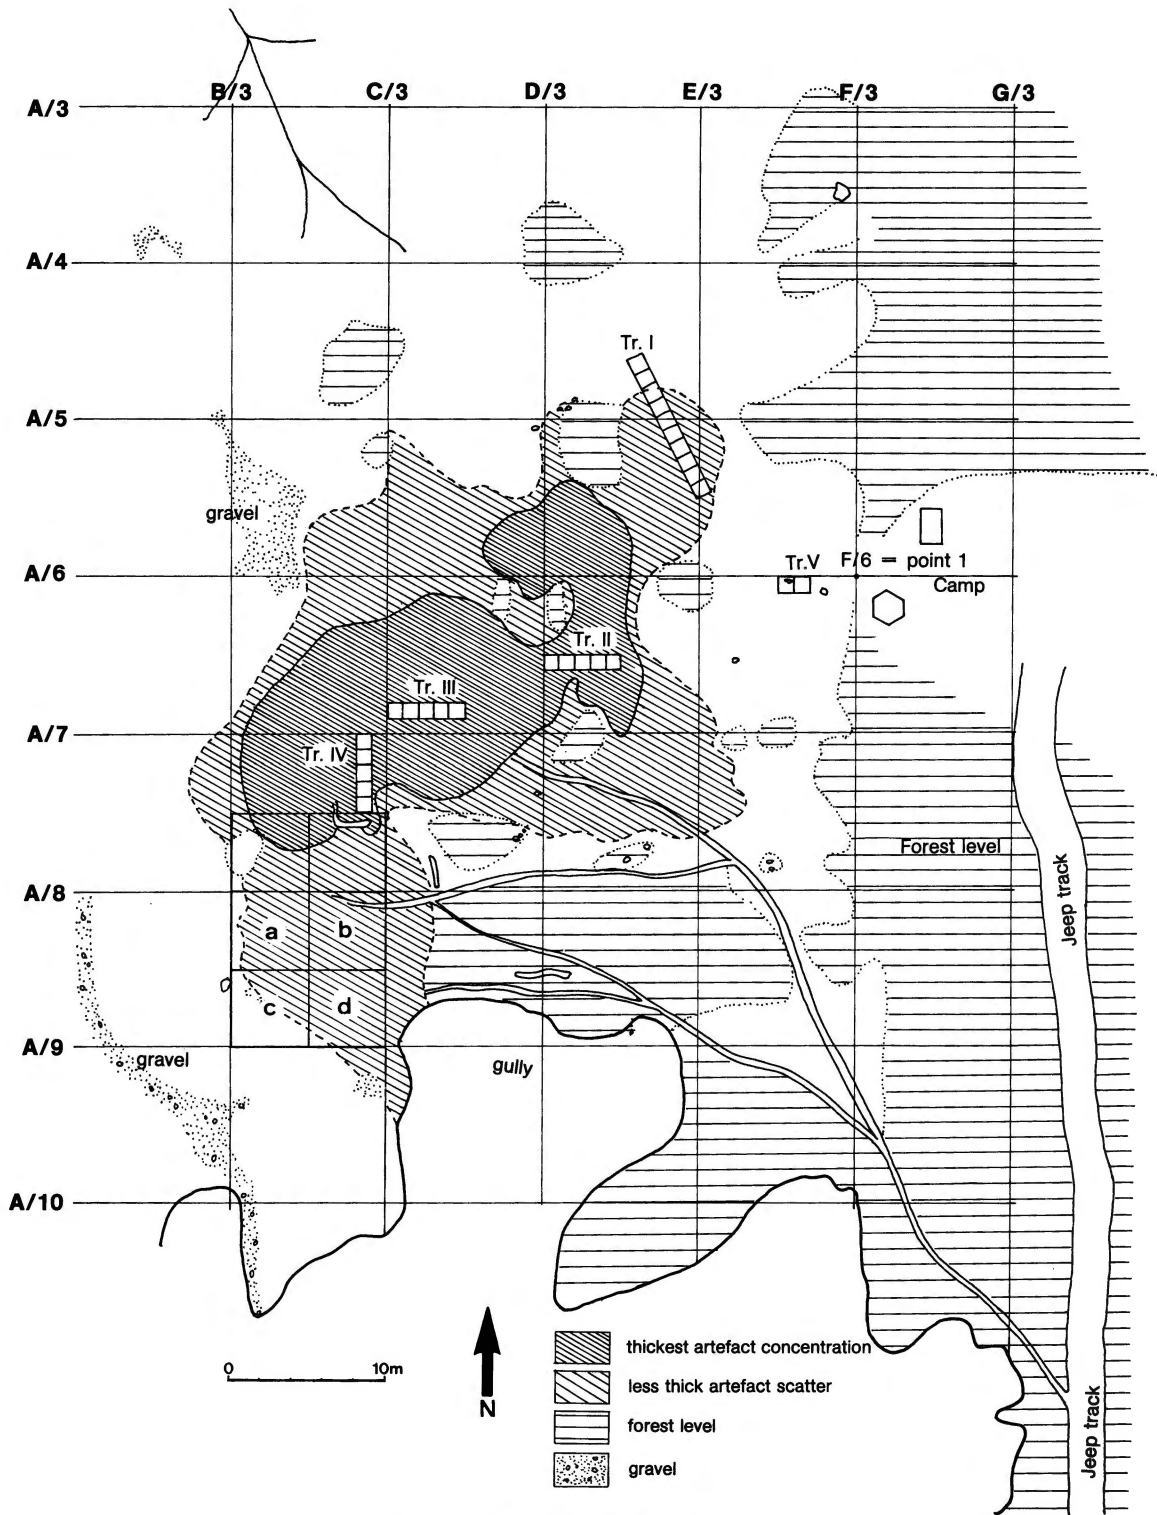 B/3 C/3 D/3 E/3 F/3 G/3
A/3
A/4
Tr. I
A/5
gravel
Tr.V F/6 = point 1
A/6
Camp
Tr. II
Tr. III
A/7
Tr. IV
Forest level
Jeep track
A/8
a b
c d
A/9
gravel
gully
A/10
0 10m
N
thickest artefact concentration
less thick artefact scatter
forest level
gravel
Jeep track